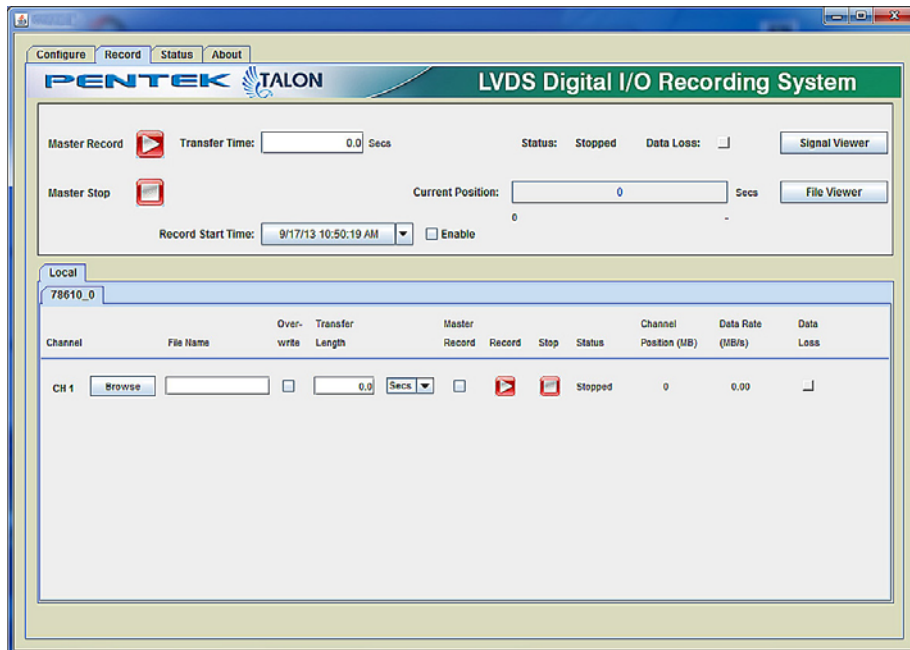 Configure Record Status About
PENTEK TALON LVDS Digital I/O Recording System
Master Record Transfer Time: 0.0 Secs Status: Stopped Data Loss: Signal Viewer
Master Stop Current Position: 0 Secs File Viewer
0 -
Record Start Time: 9/17/13 10:50:19 AM Enable
Local
78610_0
Over- Transfer Master Channel Data Rate Data
Channel File Name write Length Record Record Stop Status Position (MB) (MB/s) Loss
CH 1 Browse 0.0 Secs Stopped 0 0.00